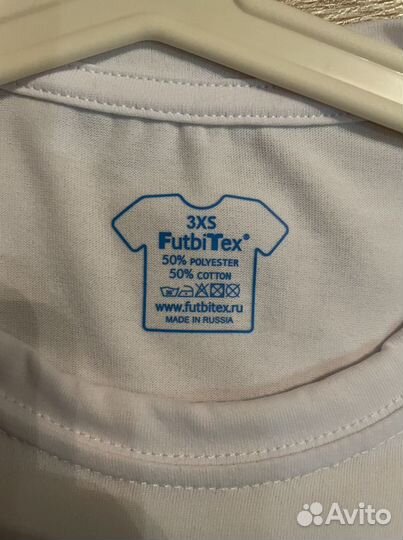 3XS
FutbiTex®
50% POLYESTER
50% COTTON
www.futbitex.ru
MADE IN RUSSIA
Avito